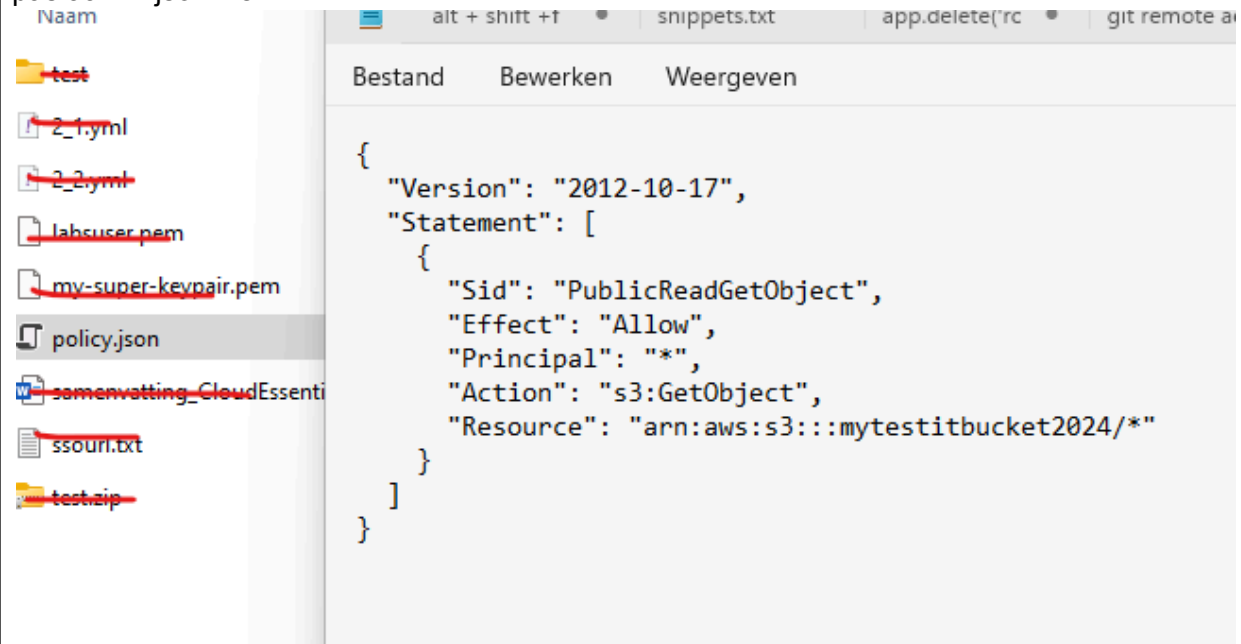 Naam
alt + shift +f
snippets.txt
app.delete('rc
git remote
test
2_1.yml
2_2.yml
labsuser.pem
my-super-keypair.pem
policy.json
samenvatting_CloudEssenti
ssourl.txt
test.zip
Bestand Bewerken Weergeven
{
"Version": "2012-10-17",
"Statement": [
{
"Sid": "PublicReadGetObject",
"Effect": "Allow",
"Principal": "*",
"Action": "s3:GetObject",
"Resource": "arn:aws:s3:::mytestitbucket2024/*"
}
]
}